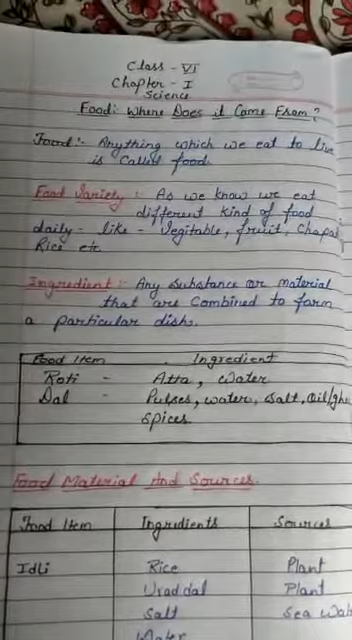 Class - VI
Chapter - I
Science
Food: Where Does it Come From?
Food:- Anything which we eat to live
is Called food.
Food Variety : As we know we eat
different kind of food
daily - like - Vegitable, fruit, Chapati
Rice etc
Ingredient :- Any Substance or material
that are Combined to form
a particular dish.
Food Item Ingredient
Roti - Atta, water
Dal - Pulses, water, Salt, Oil/ghe
Spices.
Food Material And Sources.
Food Item Ingredients Sources
Idli Rice Plant
Urad dal Plant
Salt Sea Wat
Water